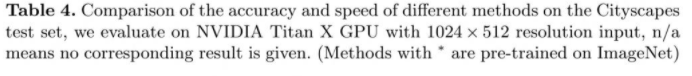 Table 4. Comparison of the accuracy and speed of different methods on the Cityscapes
test set, we evaluate on NVIDIA Titan X GPU with 1024 × 512 resolution input, n/a
means no corresponding result is given. (Methods with * are pre-trained on ImageNet)